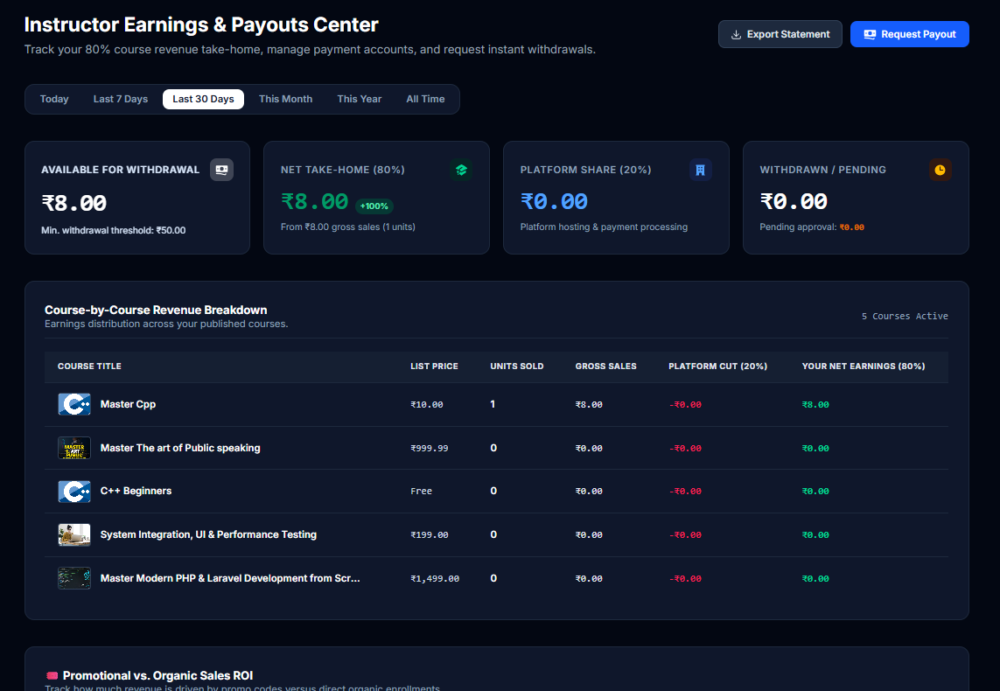 Instructor Earnings & Payouts Center
Track your 80% course revenue take-home, manage payment accounts, and request instant withdrawals.
Export Statement
Request Payout
Today Last 7 Days Last 30 Days This Month This Year All Time
AVAILABLE FOR WITHDRAWAL
₹8.00
Min. withdrawal threshold: ₹50.00
NET TAKE-HOME (80%)
₹8.00 +100%
From ₹8.00 gross sales (1 units)
PLATFORM SHARE (20%)
₹0.00
Platform hosting & payment processing
WITHDRAWN / PENDING
₹0.00
Pending approval: ₹0.00
Course-by-Course Revenue Breakdown
Earnings distribution across your published courses.
5 Courses Active
COURSE TITLE LIST PRICE UNITS SOLD GROSS SALES PLATFORM CUT (20%) YOUR NET EARNINGS (80%)
Master Cpp ₹10.00 1 ₹8.00 -₹0.00 ₹8.00
MASTER
ART
PUBLIC
Master The art of Public speaking ₹999.99 0 ₹0.00 -₹0.00 ₹0.00
C++ Beginners Free 0 ₹0.00 -₹0.00 ₹0.00
System Integration, UI & Performance Testing ₹199.00 0 ₹0.00 -₹0.00 ₹0.00
Master Modern PHP & Laravel Development from Scr... ₹1,499.00 0 ₹0.00 -₹0.00 ₹0.00
Promotional vs. Organic Sales ROI
Track how much revenue is driven by promo codes versus direct organic enrollments.